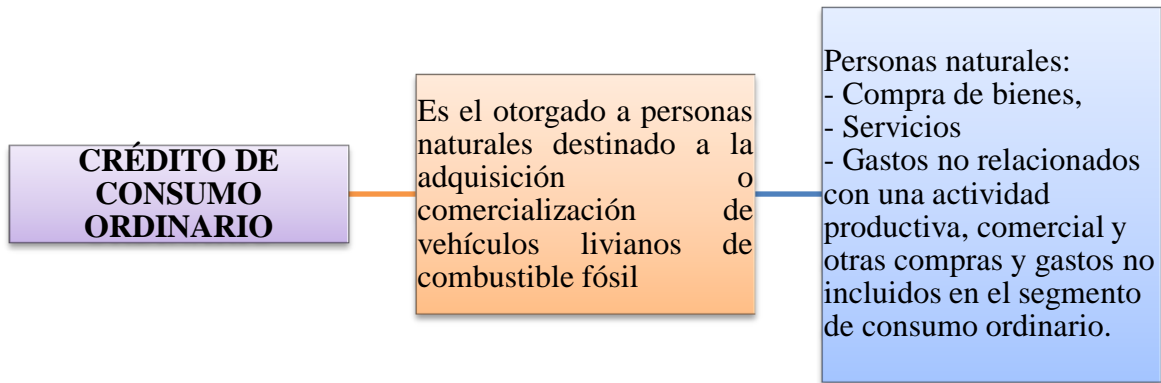 CRÉDITO DE
CONSUMO
ORDINARIO
Es el otorgado a personas
naturales destinado a la
adquisición o
comercialización de
vehículos livianos de
combustible fósil
Personas naturales:
- Compra de bienes,
- Servicios
- Gastos no relacionados
con una actividad
productiva, comercial y
otras compras y gastos no
incluidos en el segmento
de consumo ordinario.